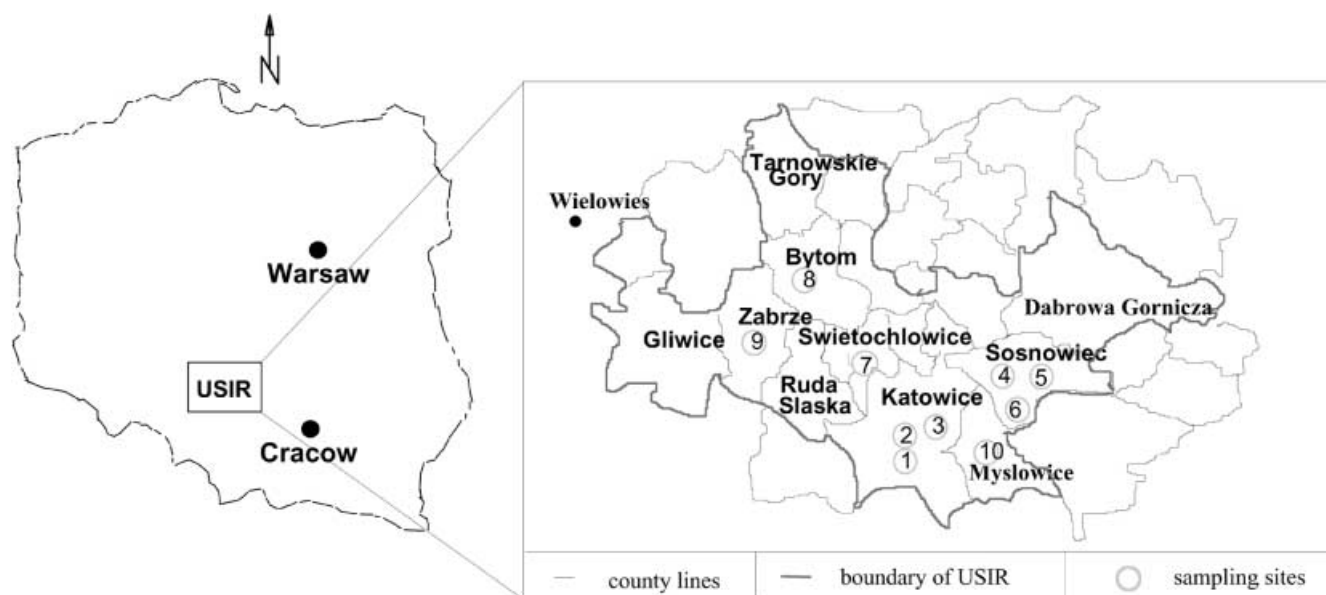 N
Warsaw
USIR
Cracow
Tarnowskie
Gory
Wielowies
Bytom
8
Dabrowa Gornicza
Zabrze
9
Gliwice
Swietochlowice
7
Sosnowiec
4
5
6
Ruda
Slaska
Katowice
3
2
1
10
Myslowice
county lines
boundary of USIR
sampling sites